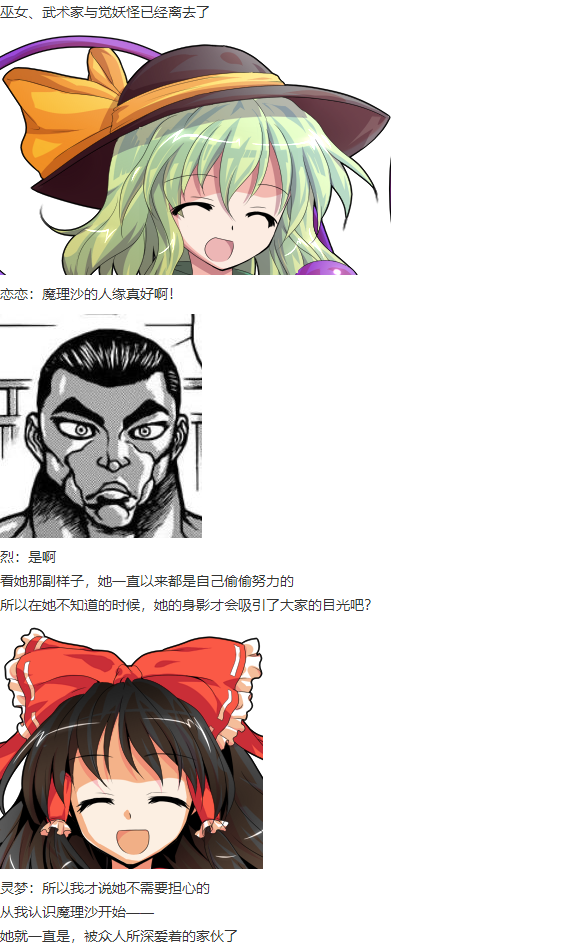 巫女、武术家与觉妖怪已经离去了
恋恋：魔理沙的人缘真好啊！
烈：是啊
看她那副样子，她一直以来都是自己偷偷努力的
所以在她不知道的时候，她的身影才会吸引了大家的目光吧？
灵梦：所以我才说她不需要担心的
从我认识魔理沙开始——
她就一直是，被众人所深爱着的家伙了